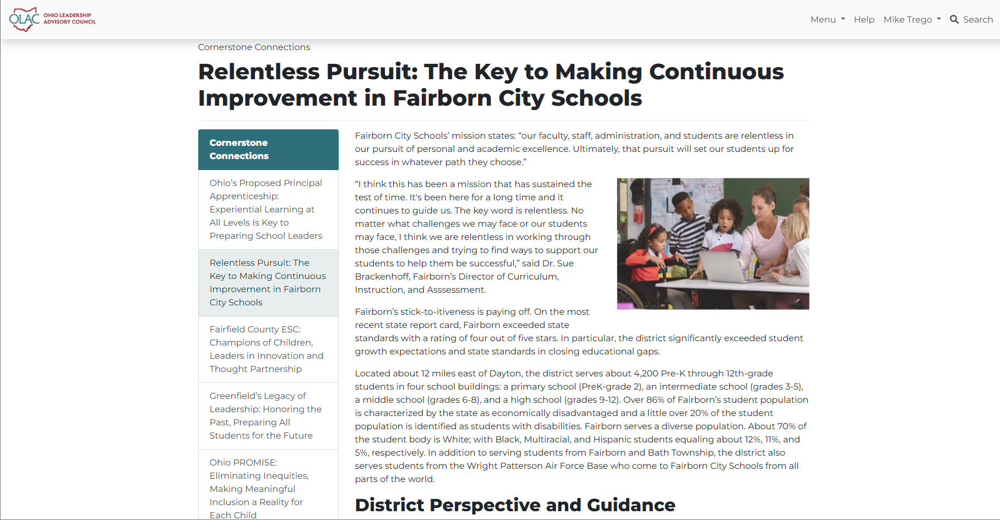 OLAC OHIO LEADERSHIP
ADVISORY COUNCIL
Menu Help Mike Trego Search
Cornerstone Connections
Relentless Pursuit: The Key to Making Continuous
Improvement in Fairborn City Schools
Cornerstone
Connections
Ohio’s Proposed Principal
Apprenticeship:
Experiential Learning at
All Levels Is Key to
Preparing School Leaders
Relentless Pursuit: The
Key to Making Continuous
Improvement in Fairborn
City Schools
Fairfield County ESC:
Champions of Children,
Leaders in Innovation and
Thought Partnership
Greenfield’s Legacy of
Leadership: Honoring the
Past, Preparing All
Students for the Future
Ohio PROMISE:
Eliminating Inequities,
Making Meaningful
Inclusion a Reality for
Each Child
Fairborn City Schools’ mission states: “our faculty, staff, administration, and students are relentless in
our pursuit of personal and academic excellence. Ultimately, that pursuit will set our students up for
success in whatever path they choose.”
“I think this has been a mission that has sustained the
test of time. It's been here for a long time and it
continues to guide us. The key word is relentless. No
matter what challenges we may face or our students
may face, I think we are relentless in working through
those challenges and trying to find ways to support our
students to help them be successful,” said Dr. Sue
Brackenhoff, Fairborn’s Director of Curriculum,
Instruction, and Asssessment.
Fairborn’s stick-to-itiveness is paying off. On the most
recent state report card, Fairborn exceeded state
standards with a rating of four out of five stars. In particular, the district significantly exceeded student
growth expectations and state standards in closing educational gaps.
Located about 12 miles east of Dayton, the district serves about 4,200 Pre-K through 12th-grade
students in four school buildings: a primary school (PreK-grade 2), an intermediate school (grades 3-5),
a middle school (grades 6-8), and a high school (grades 9-12). Over 86% of Fairborn’s student population
is characterized by the state as economically disadvantaged and a little over 20% of the student
population is identified as students with disabilities. Fairborn serves a diverse population. About 70% of
the student body is White; with Black, Multiracial, and Hispanic students equaling about 12%, 11%, and
5%, respectively. In addition to serving students from Fairborn and Bath Township, the district also
serves students from the Wright Patterson Air Force Base who come to Fairborn City Schools from all
parts of the world.
District Perspective and Guidance